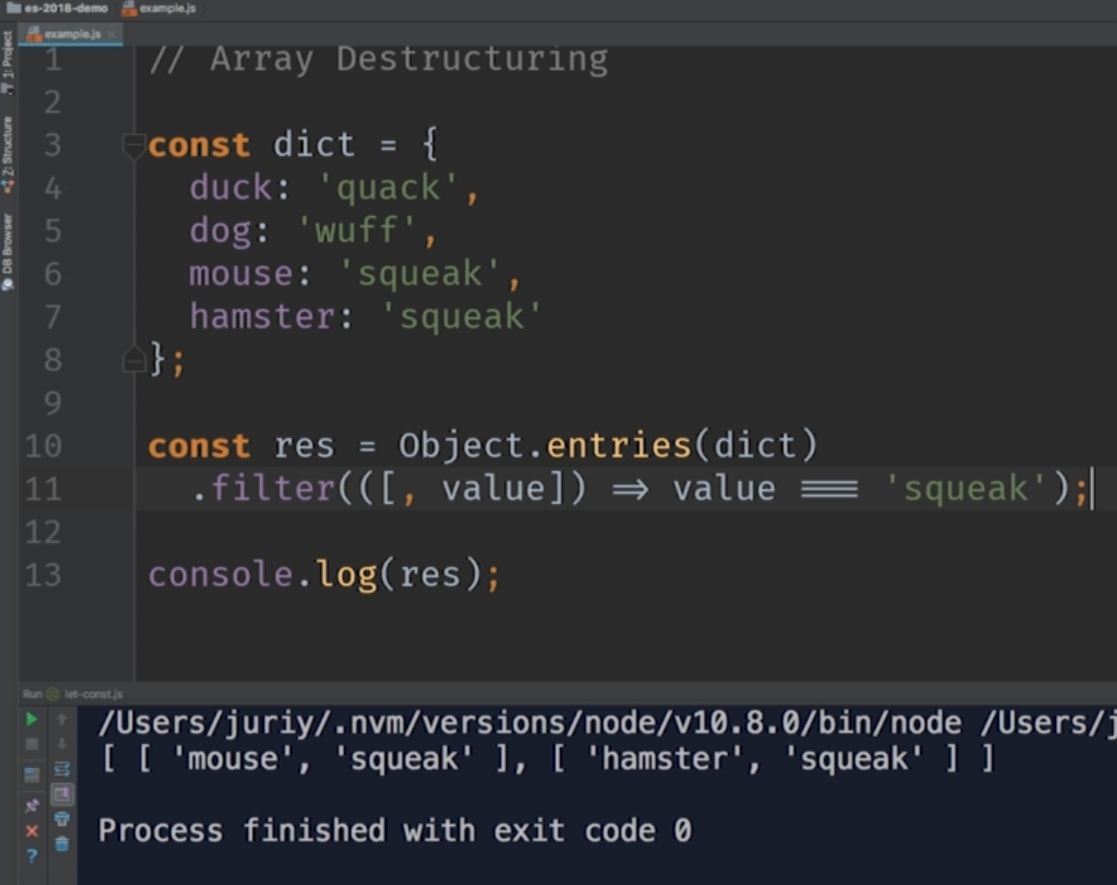 es-2018-demo example.js
example.js
1: Project
Z: Structure
DB Browser
1 // Array Destructuring
2
3 const dict = {
4 duck: 'quack',
5 dog: 'wuff',
6 mouse: 'squeak',
7 hamster: 'squeak'
8 };
9
10 const res = Object.entries(dict)
11 .filter(([, value]) => value === 'squeak');
12
13 console.log(res);
Run let-const.js
/Users/juriy/.nvm/versions/node/v10.8.0/bin/node /Users/j
[ [ 'mouse', 'squeak' ], [ 'hamster', 'squeak' ] ]
Process finished with exit code 0